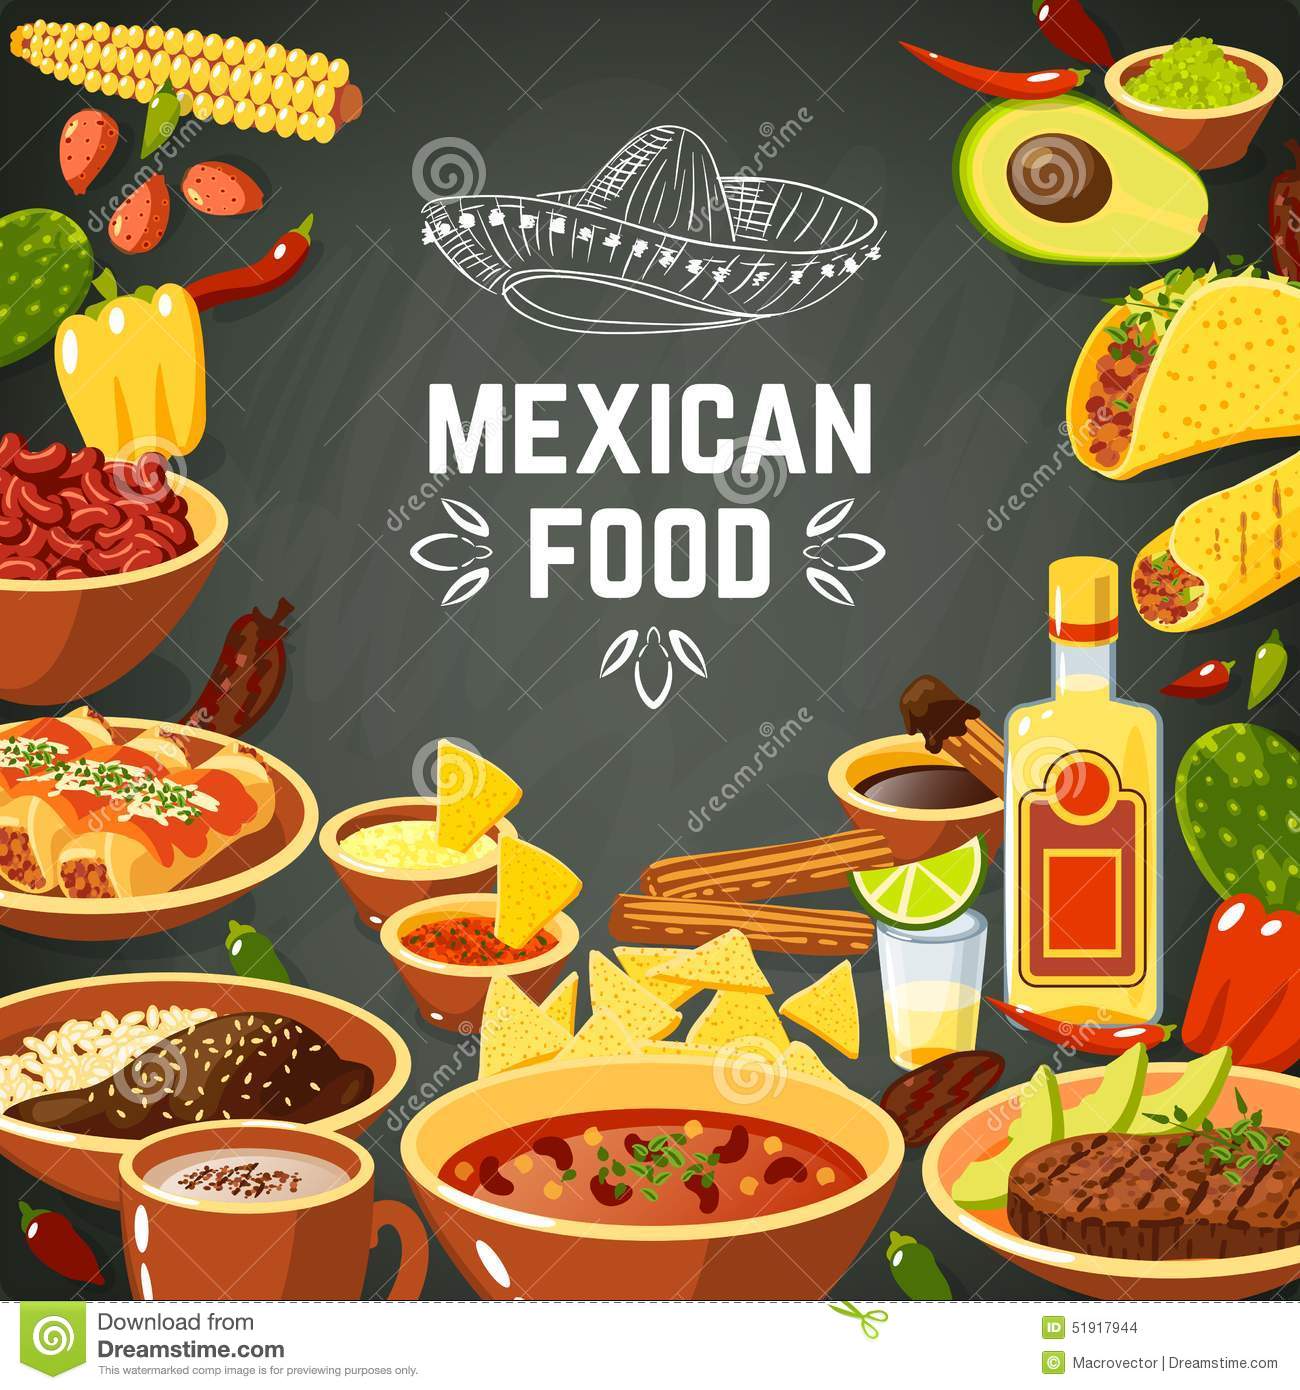 MEXICAN
FOOD
Download from
Dreamstime.com
This watermarked comp image is for previewing purposes only.
ID 51917944
© Macrovector | Dreamstime.com